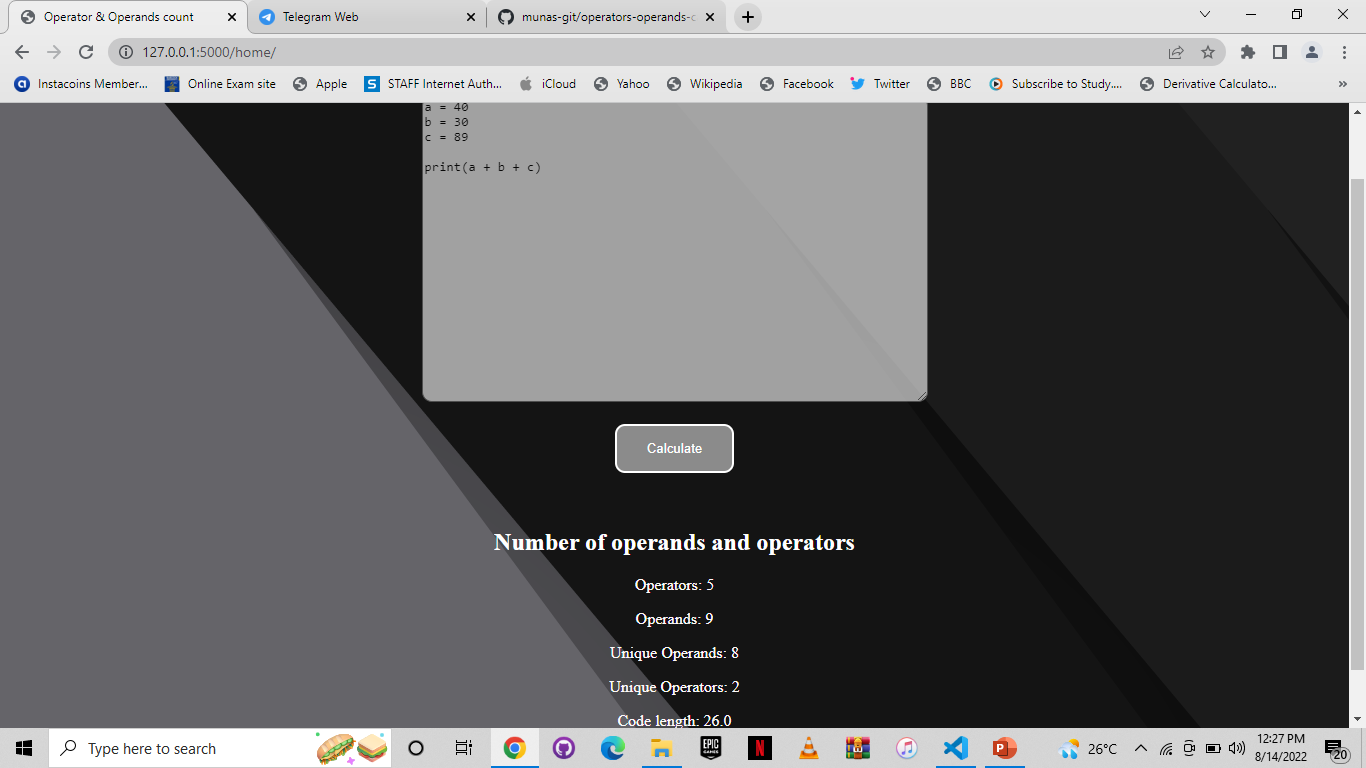 Operator & Operands count
Telegram Web
munas-git/operators-operands-c
127.0.0.1:5000/home/
Instacoins Member...
Online Exam site
Apple
STAFF Internet Auth...
iCloud
Yahoo
Wikipedia
Facebook
Twitter
BBC
Subscribe to Study....
Derivative Calculato...
»
a = 40
b = 30
c = 89
print(a + b + c)
Calculate
Number of operands and operators
Operators: 5
Operands: 9
Unique Operands: 8
Unique Operators: 2
Code length: 26.0
Type here to search
EPIC GAMES
N
P
26°C
12:27 PM
8/14/2022
20